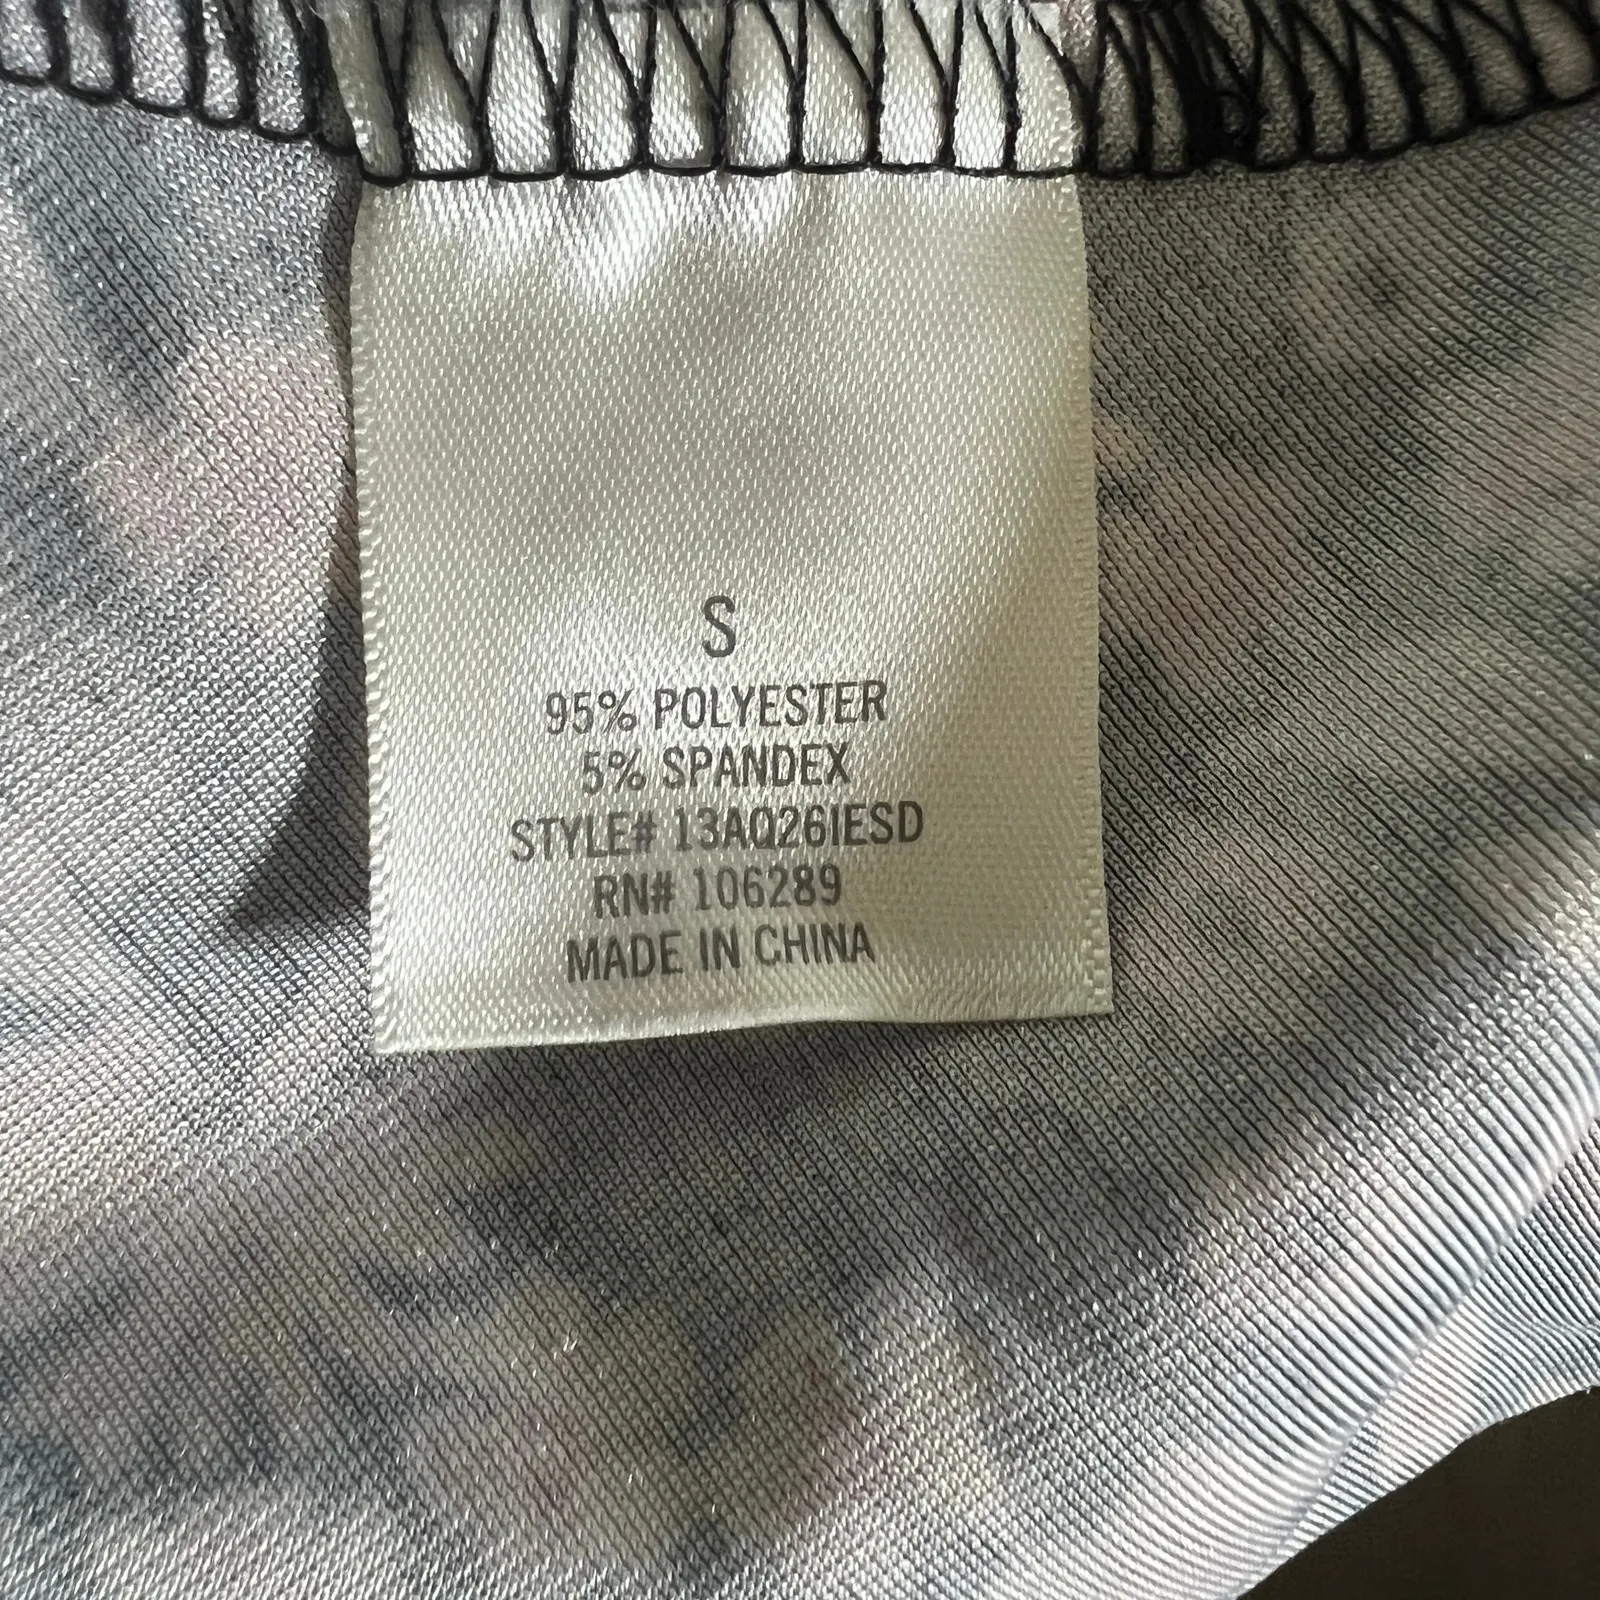 S
95% POLYESTER
5% SPANDEX
STYLE# 13AQ26IESD
RN# 106289
MADE IN CHINA